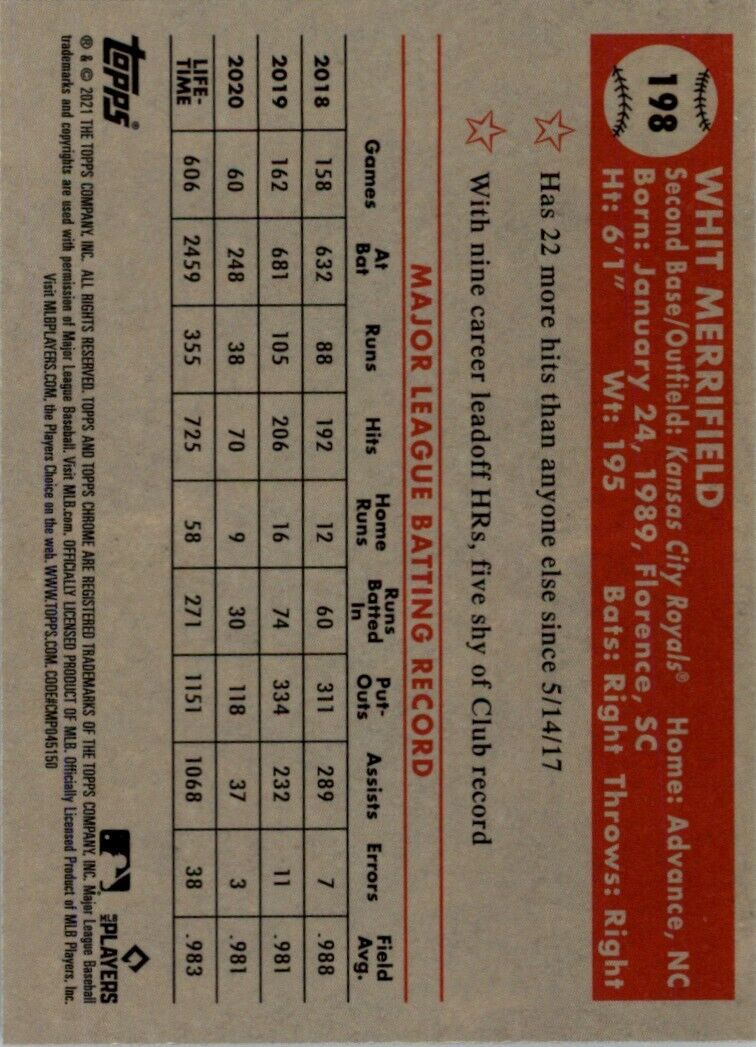 198
WHIT MERRIFIELD
Second Base/Outfield: Kansas City Royals® Home: Advance, NC
Born: January 24, 1989, Florence, SC
Ht: 6'1" Wt: 195 Bats: Right Throws: Right
Has 22 more hits than anyone else since 5/14/17
With nine career leadoff HRs, five shy of Club record
MAJOR LEAGUE BATTING RECORD
Games At Bat Runs Hits Home Runs Runs Batted In Put-Outs Assists Errors Field Avg.
2018 158 632 88 192 12 60 311 289 7 .988
2019 162 681 105 206 16 74 334 232 11 .981
2020 60 248 38 70 9 30 118 37 3 .981
LIFE-TIME 606 2459 355 725 58 271 1151 1068 38 .983
topps®
MLB PLAYERS
® & © 2021 THE TOPPS COMPANY, INC. ALL RIGHTS RESERVED. TOPPS AND TOPPS CHROME ARE REGISTERED TRADEMARKS OF THE TOPPS COMPANY, INC. Major League Baseball
trademarks and copyrights are used with permission of Major League Baseball. Visit MLB.com. OFFICIALLY LICENSED PRODUCT OF MLB. Officially Licensed Product of MLB Players, Inc.
Visit MLBPLAYERS.COM, the Players Choice on the web. WWW.TOPPS.COM. CODE#CMP045150